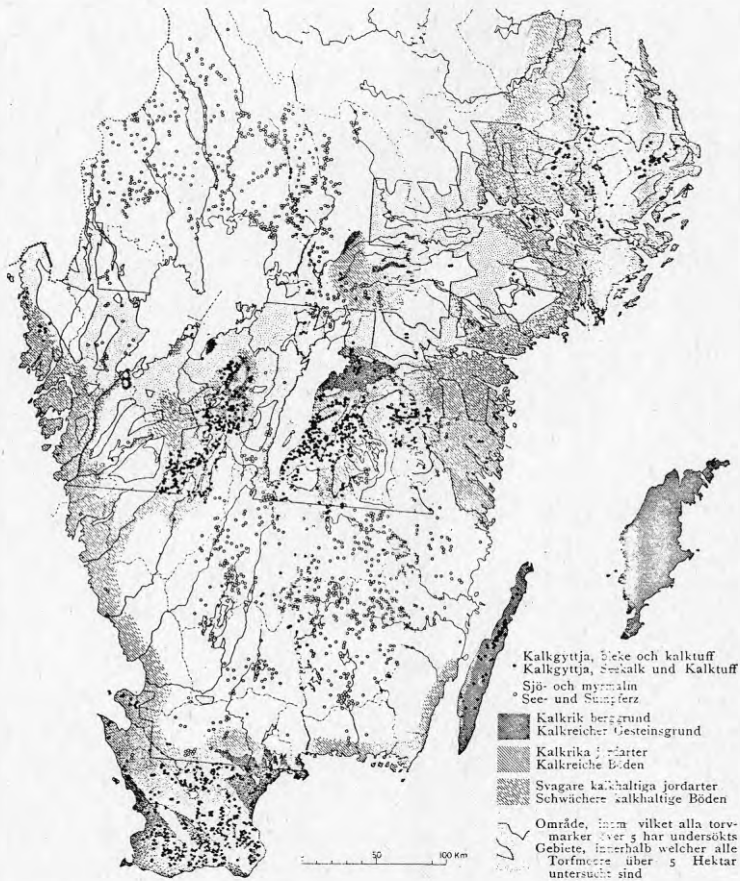 Kalkgyttja, bleke och kalktuff
Kalkgyttja, Seekalk und Kalktuff
Sjö- och myrmalm
See- und Sumpferz
Kalkrik berggrund
Kalkreicher Gesteinsgrund
Kalkrika jordarter
Kalkreiche Böden
Svagare kalkhaltiga jordarter
Schwächere kalkhaltige Böden
Område, inom vilket alla torv-
marker över 5 har undersökts
Gebiete, innerhalb welcher alle
Torfmoore über 5 Hektar
untersucht sind
50 100 Km